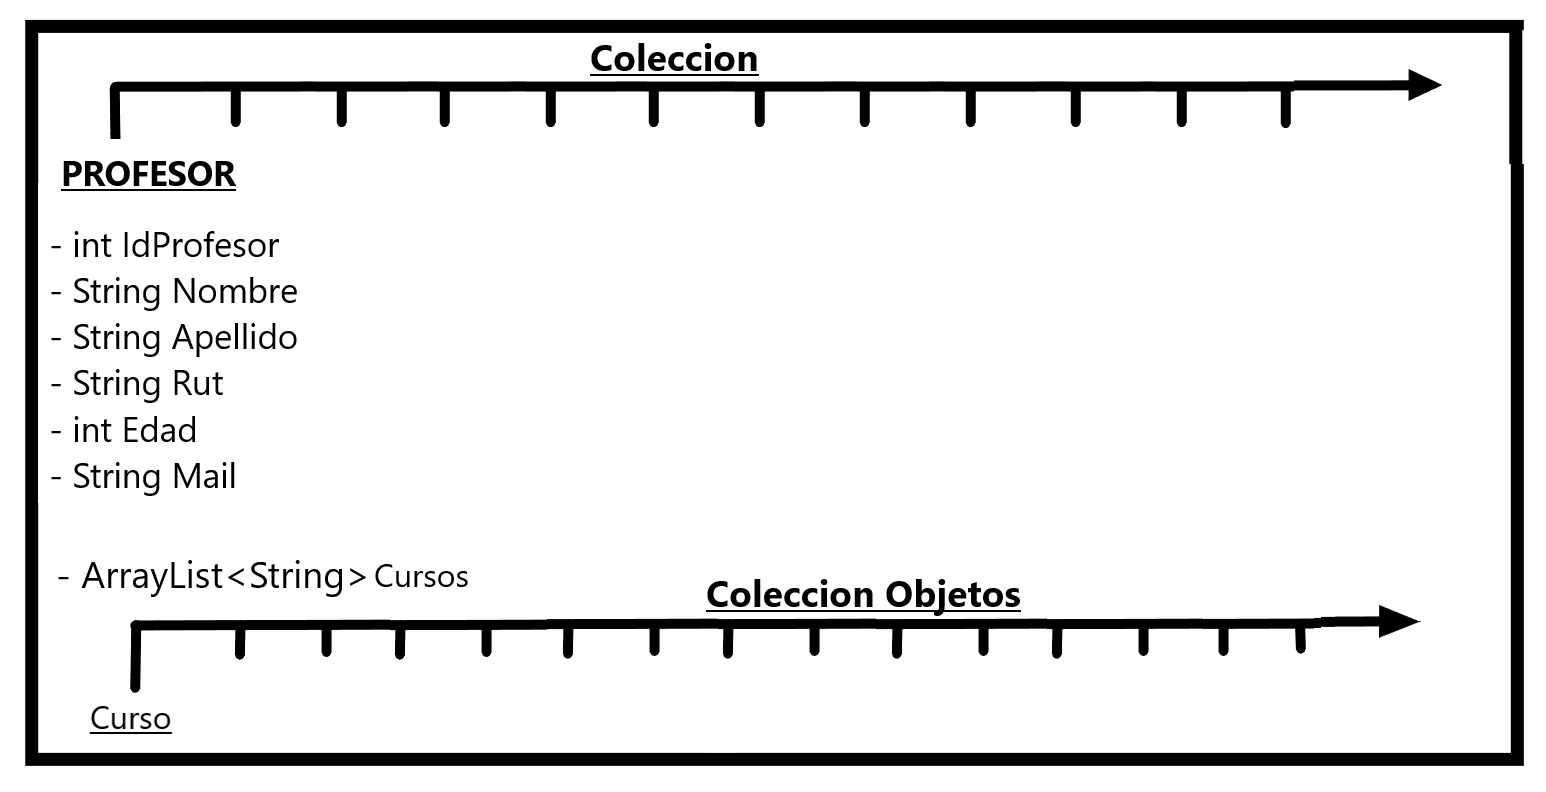 Coleccion
PROFESOR
- int IdProfesor
- String Nombre
- String Apellido
- String Rut
- int Edad
- String Mail
- ArrayList<String> Cursos
Coleccion Objetos
Curso